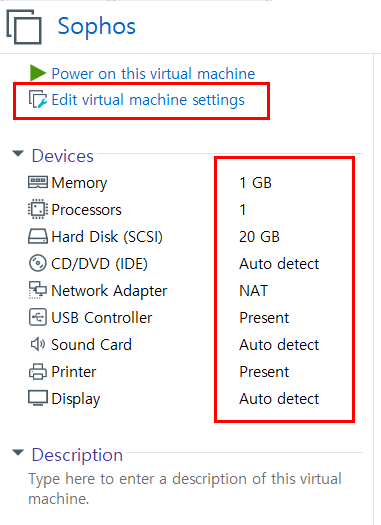 Sophos
Power on this virtual machine
Edit virtual machine settings
Devices
Memory 1 GB
Processors 1
Hard Disk (SCSI) 20 GB
CD/DVD (IDE) Auto detect
Network Adapter NAT
USB Controller Present
Sound Card Auto detect
Printer Present
Display Auto detect
Description
Type here to enter a description of this virtual
machine.